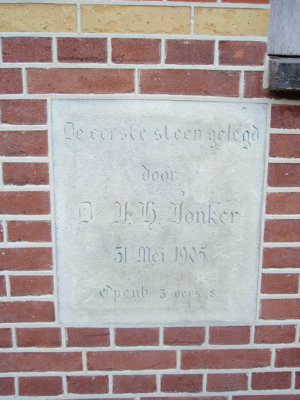 De eerste steen gelegd
door
D. J. H. Jonker
31 Mei 1905
Openb. 3 vers 8